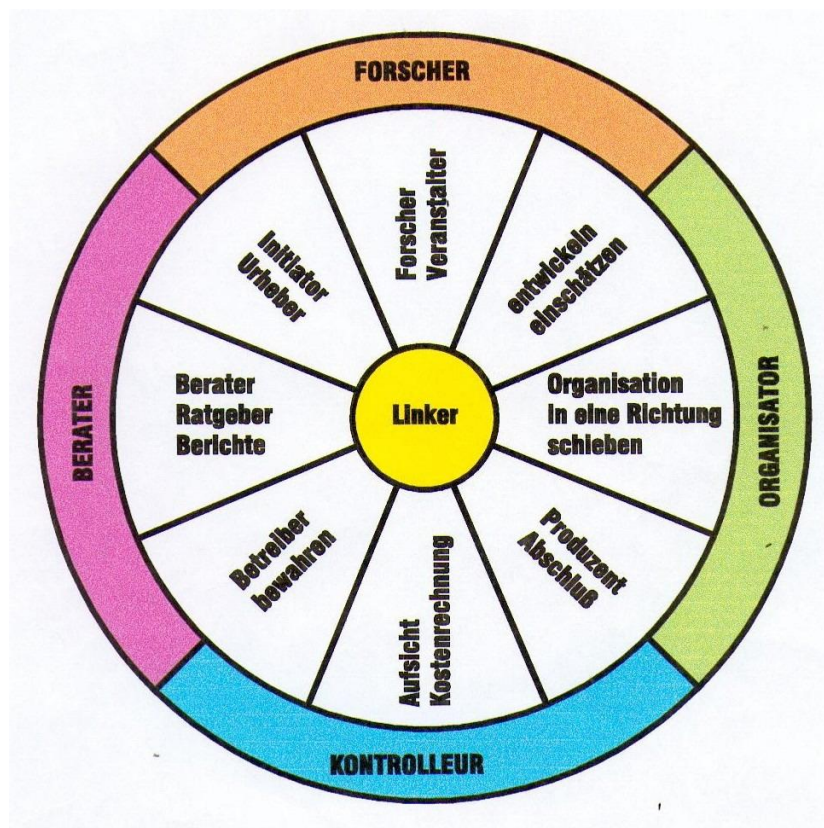 FORSCHER
Forscher
Veranstalter
Initiator
Urheber
entwickeln
einschätzen
BERATER
Berater
Ratgeber
Berichte
Linker
Organisation
in eine Richtung
schieben
ORGANISATOR
Betreiber
bewahren
Aufsicht
Kostenrechnung
Produzent
Abschluß
KONTROLLEUR